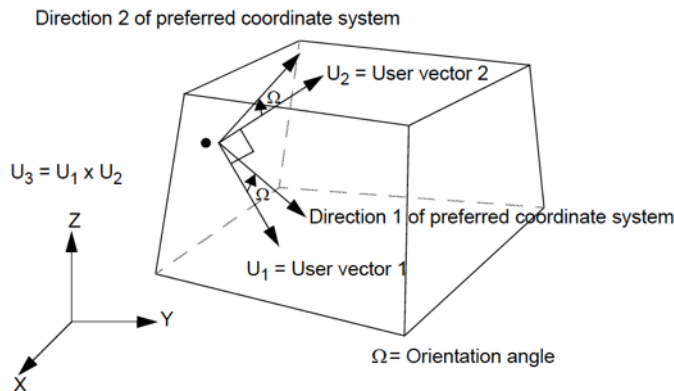 Direction 2 of preferred coordinate system
U₂ = User vector 2
Ω
U₃ = U₁ x U₂
Ω
Z
Direction 1 of preferred coordinate system
U₁ = User vector 1
Y
Ω= Orientation angle
X